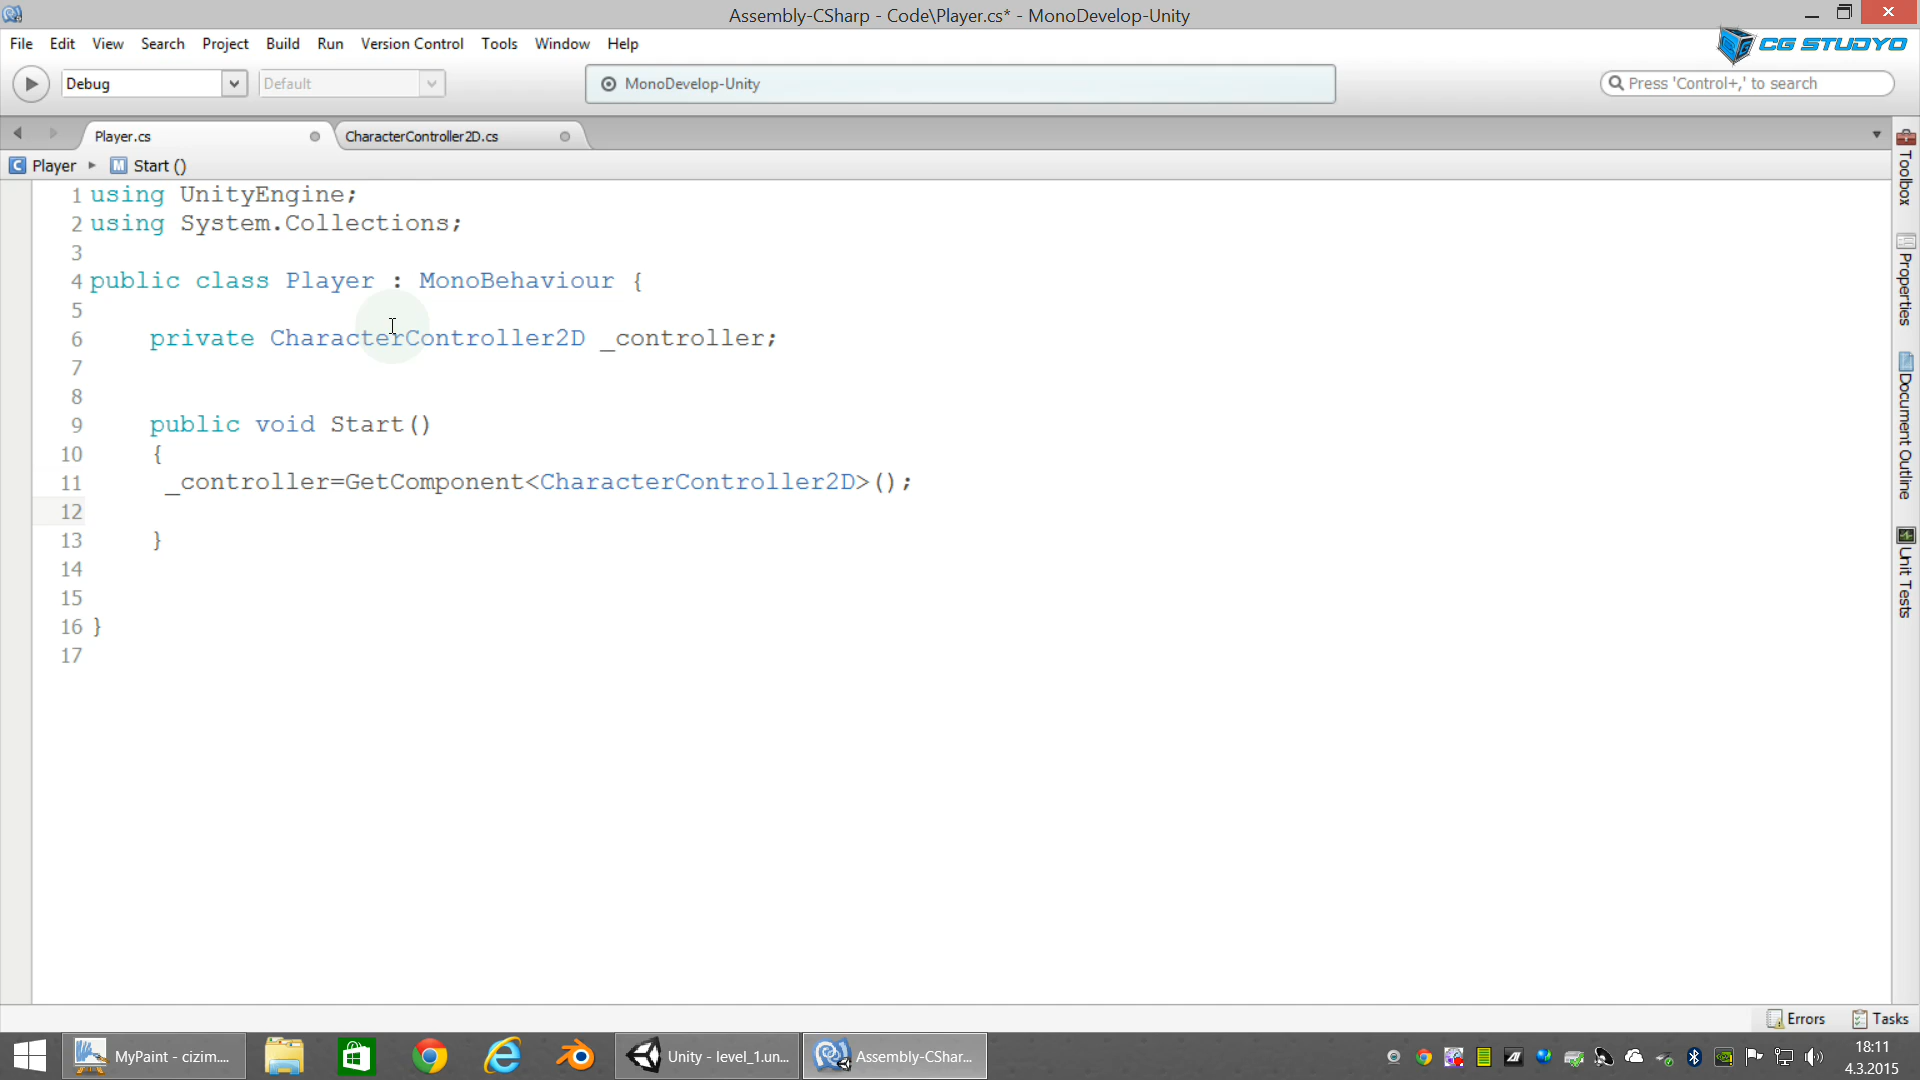 Assembly-CSharp - Code\Player.cs* - MonoDevelop-Unity
File Edit View Search Project Build Run Version Control Tools Window Help
CG STUDYO
Debug Default MonoDevelop-Unity Press 'Control+,' to search
Player.cs CharacterController2D.cs
C Player M Start ()
1 using UnityEngine;
2 using System.Collections;
3
4 public class Player : MonoBehaviour {
5
6 private CharacterController2D _controller;
7
8
9 public void Start()
10 {
11 _controller=GetComponent<CharacterController2D>();
12
13 }
14
15
16 }
17
Toolbox
Properties
Document Outline
Unit Tests
Errors Tasks
MyPaint - cizim.... Unity - level_1.un... Assembly-CShar...
18:11
4.3.2015